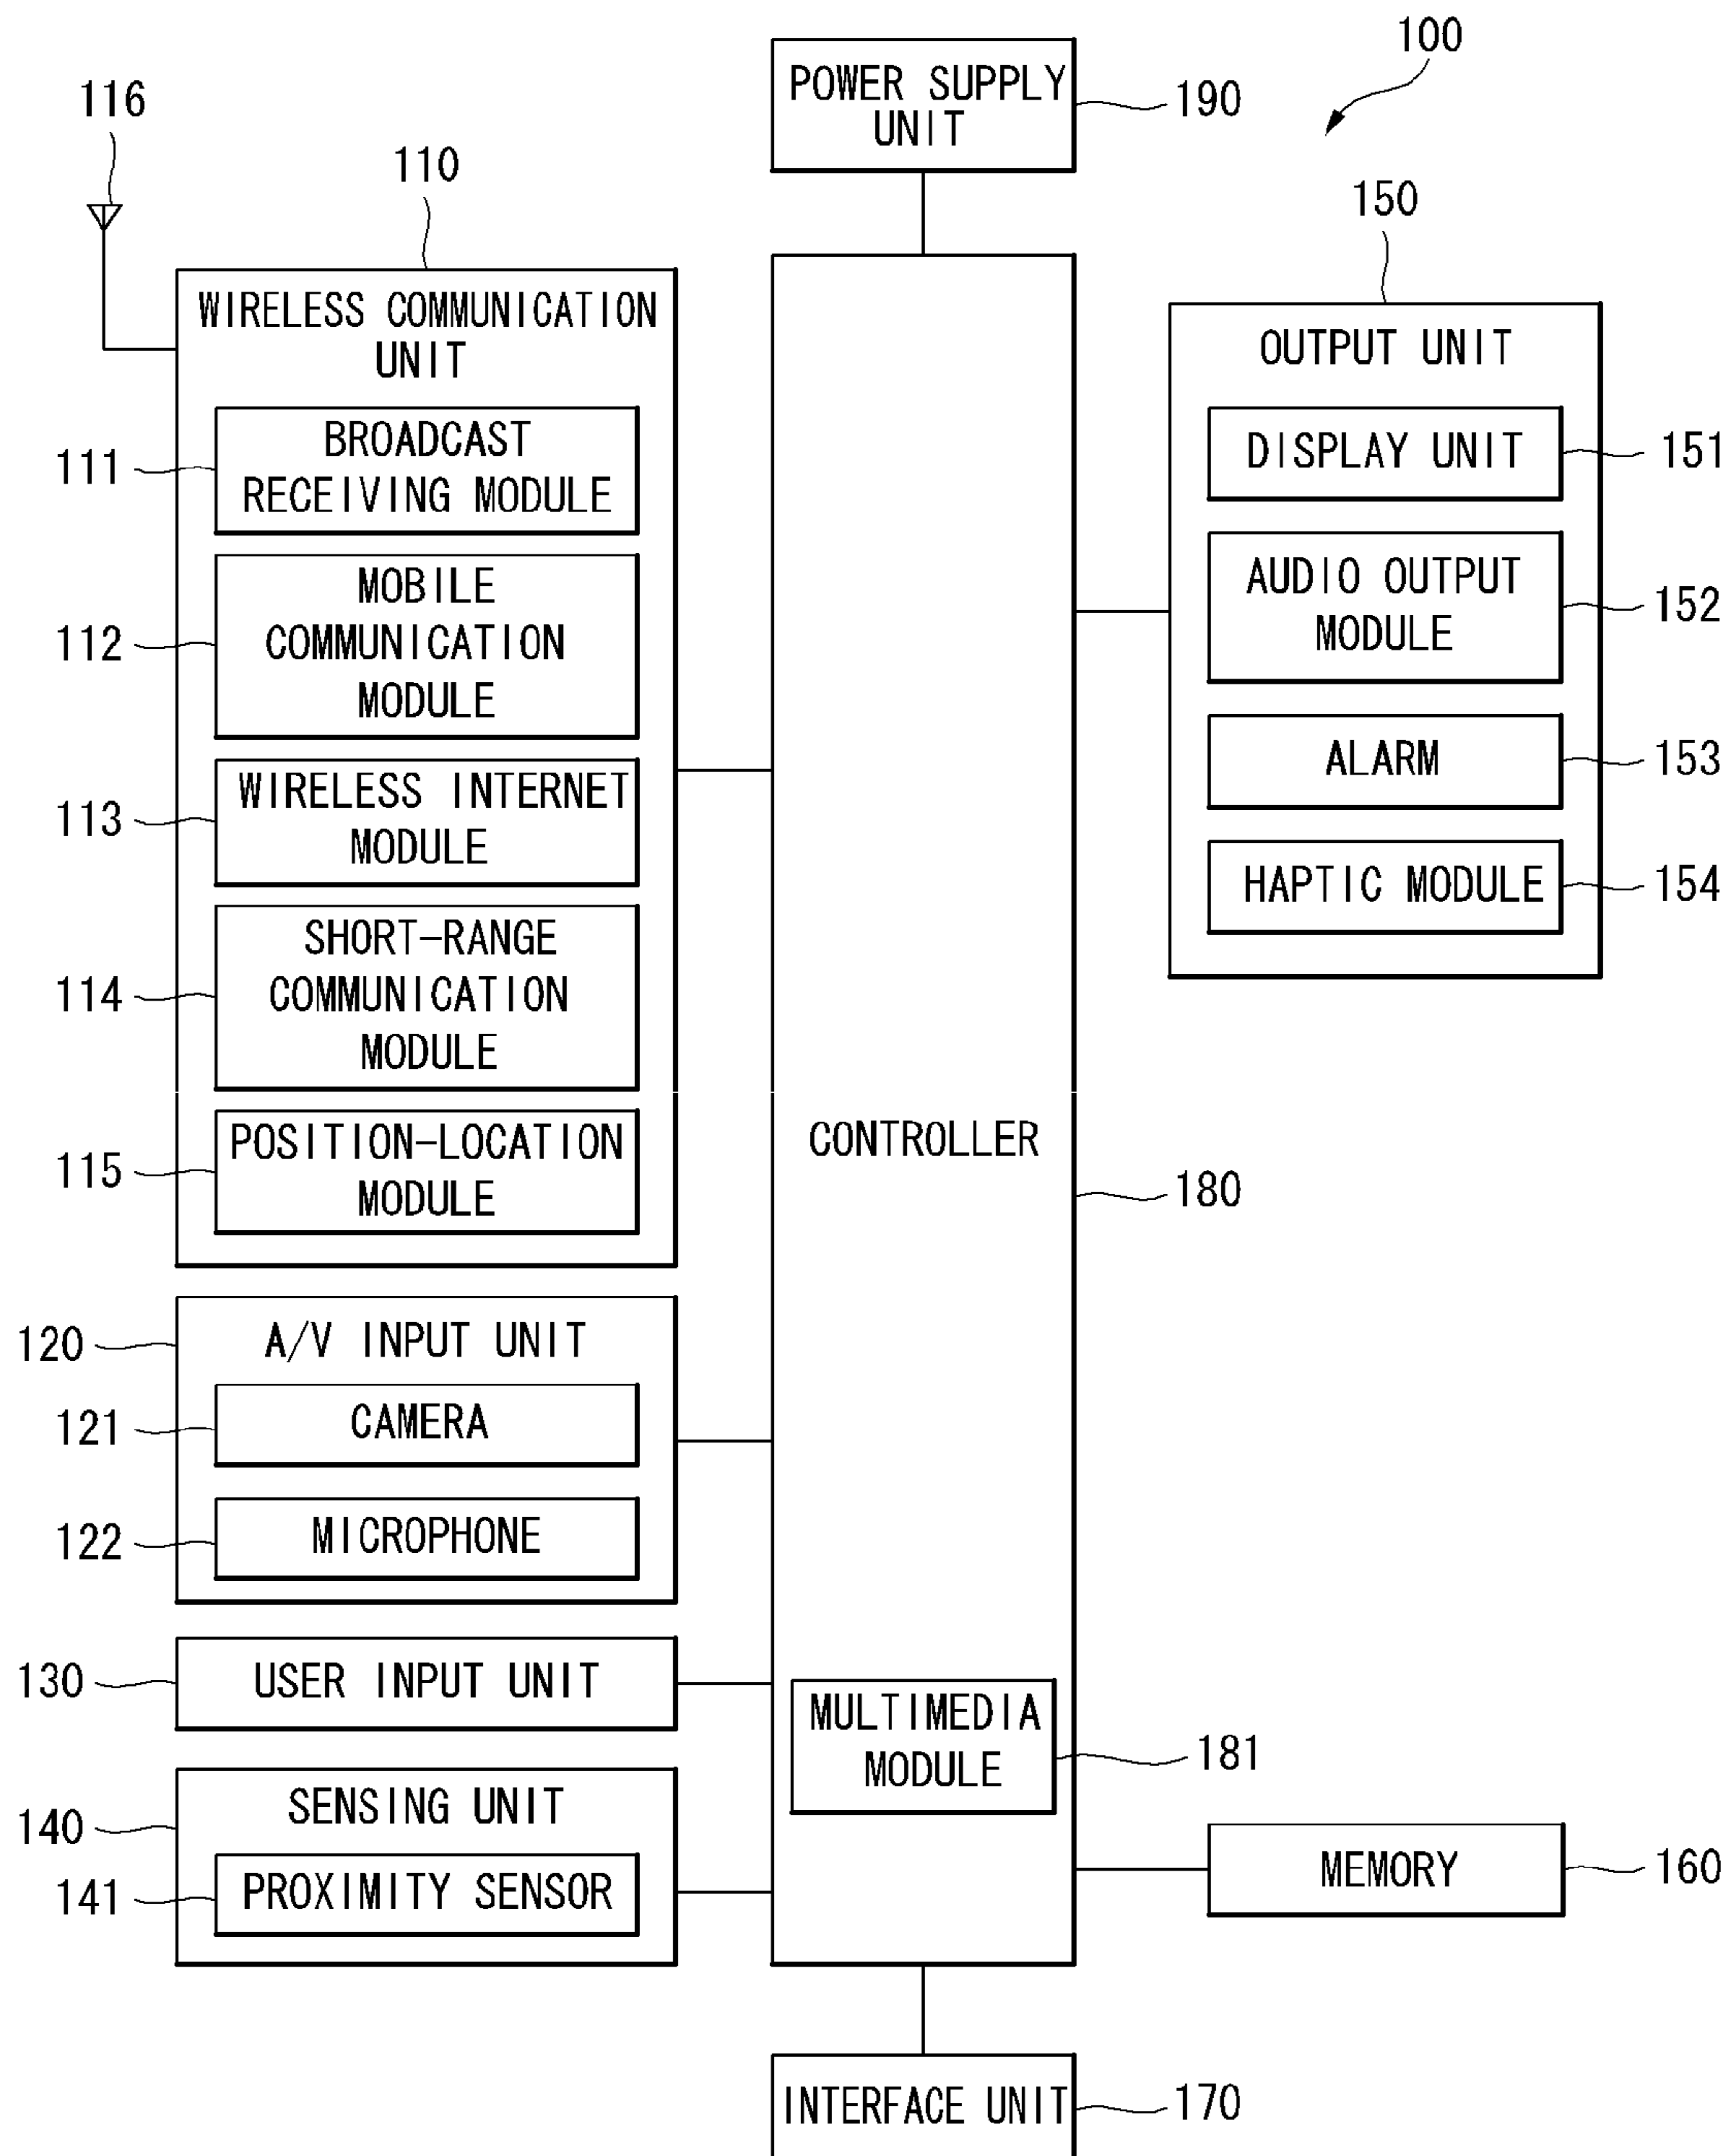 100
POWER SUPPLY
UNIT
190
116
110
WIRELESS COMMUNICATION
UNIT
111
BROADCAST
RECEIVING MODULE
112
MOBILE
COMMUNICATION
MODULE
113
WIRELESS INTERNET
MODULE
114
SHORT-RANGE
COMMUNICATION
MODULE
115
POSITION-LOCATION
MODULE
120
A/V INPUT UNIT
121
CAMERA
122
MICROPHONE
130
USER INPUT UNIT
140
SENSING UNIT
141
PROXIMITY SENSOR
CONTROLLER
180
MULTIMEDIA
MODULE
181
150
OUTPUT UNIT
DISPLAY UNIT
151
AUDIO OUTPUT
MODULE
152
ALARM
153
HAPTIC MODULE
154
MEMORY
160
INTERFACE UNIT
170